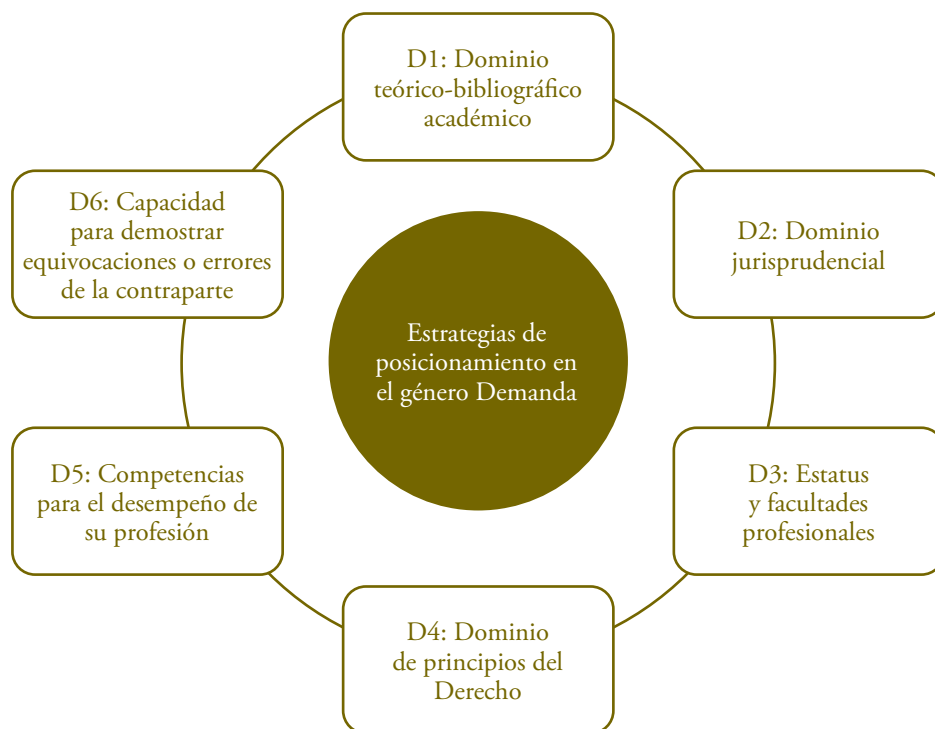 D1: Dominio
teórico-bibliográfico
académico
D2: Dominio
jurisprudencial
D3: Estatus
y facultades
profesionales
D4: Dominio
de principios del
Derecho
D5: Competencias
para el desempeño de
su profesión
D6: Capacidad
para demostrar
equivocaciones o errores
de la contraparte
Estrategias de
posicionamiento en
el género Demanda